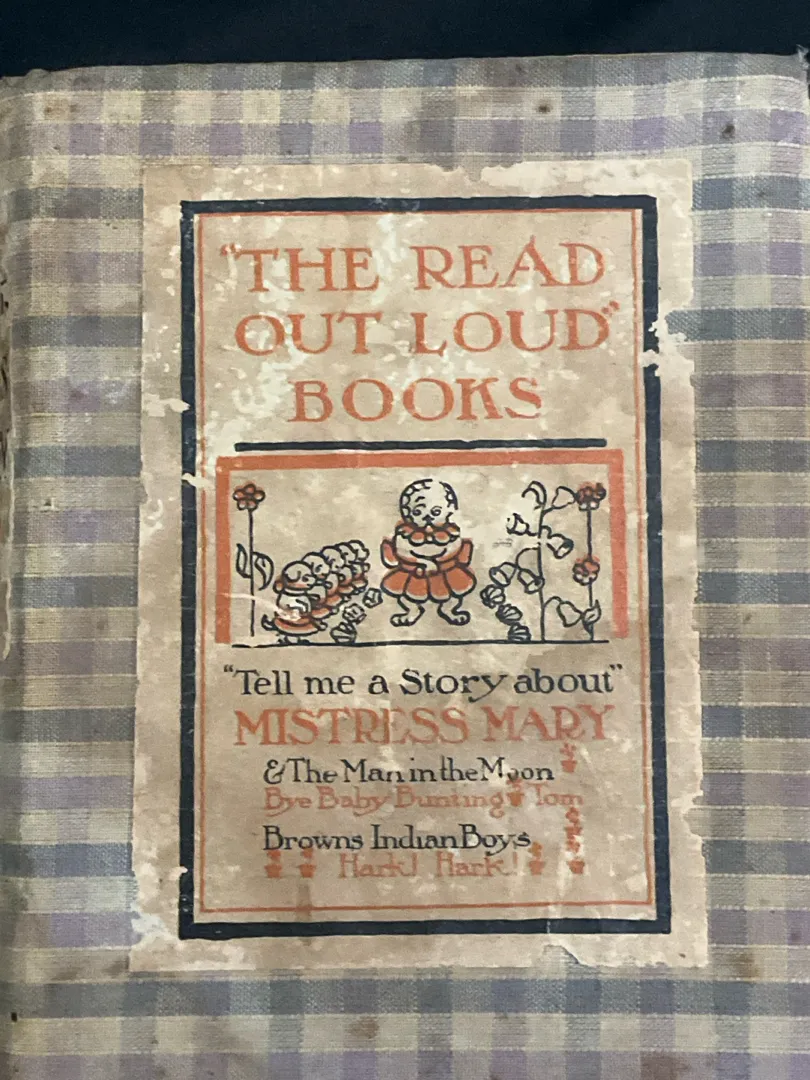 "THE READ
OUT LOUD"
BOOKS
"Tell me a Story about"
MISTRESS MARY
& The Man in the Moon
Bye Baby Bunting Tom
Browns Indian Boys
Hark! Hark!